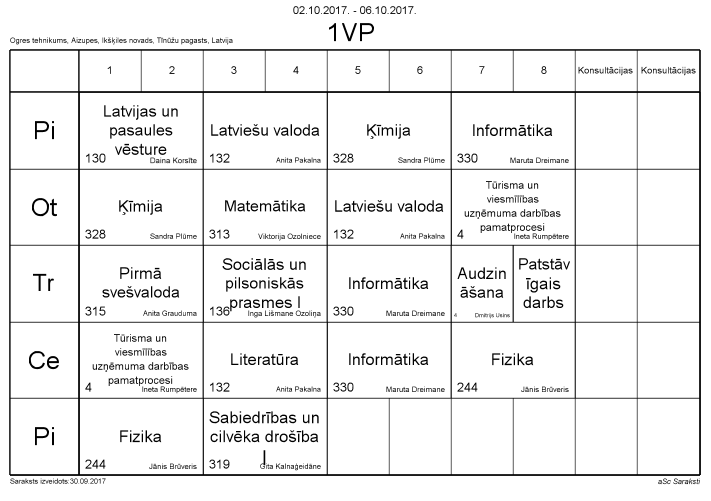 02.10.2017. - 06.10.2017.
1VP
Ogres tehnikums, Aizupes, Ikšķiles novads, Tīnūžu pagasts, Latvija
1 2 3 4 5 6 7 8 Konsultācijas Konsultācijas
Pi
Latvijas un
pasaules
vēsture
130 Daina Korsīte
Latviešu valoda
132 Anita Pakalna
Ķīmija
328 Sandra Plūme
Informātika
330 Maruta Dreimane
Ot
Ķīmija
328 Sandra Plūme
Matemātika
313 Viktorija Ozolniece
Latviešu valoda
132 Anita Pakalna
Tūrisma un
viesmīlības
uzņēmuma darbības
pamatprocesi
4 Ineta Rumpētere
Tr
Pirmā
svešvaloda
315 Anita Grauduma
Sociālās un
pilsoniskās
prasmes I
136 Inga Lišmane Ozoliņa
Informātika
330 Maruta Dreimane
Audzin
āšana
4 Dmitrijs Usins
Patstāv
īgais
darbs
Ce
Tūrisma un
viesmīlības
uzņēmuma darbības
pamatprocesi
4 Ineta Rumpētere
Literatūra
132 Anita Pakalna
Informātika
330 Maruta Dreimane
Fizika
244 Jānis Brūveris
Pi
Fizika
244 Jānis Brūveris
Sabiedrības un
cilvēka drošība
I
319 Gita Kalnaģeidāne
Saraksts izveidots:30.09.2017
aSc Saraksti